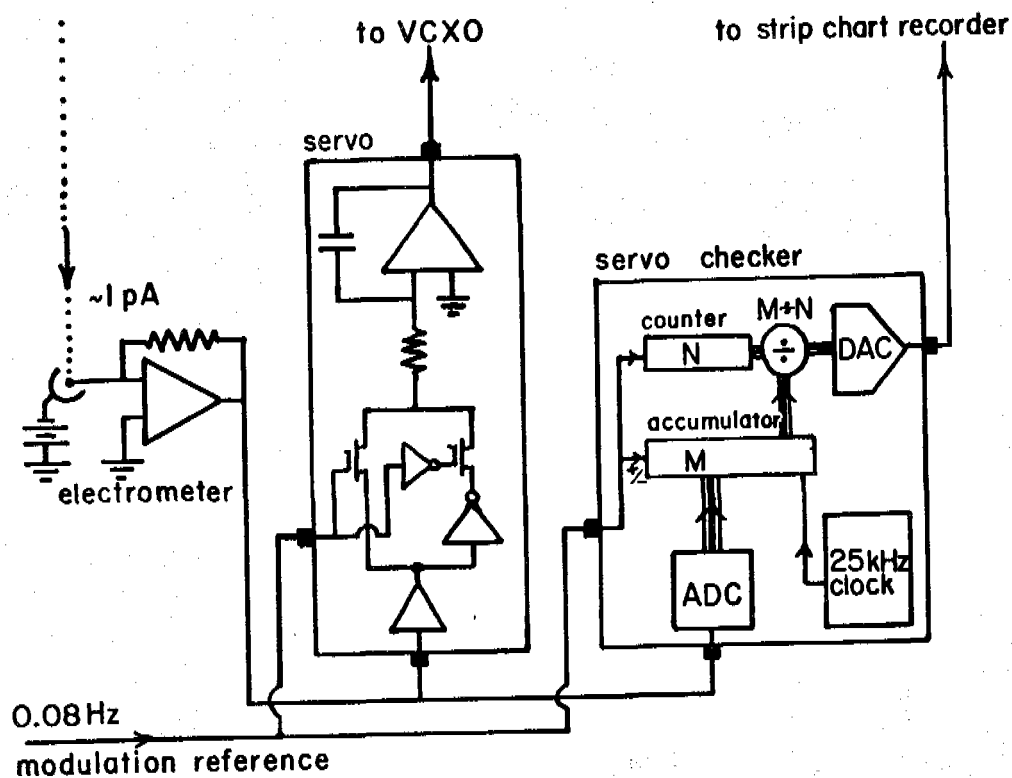 to VCXO
to strip chart recorder
servo
~1 pA
servo checker
counter
M÷N
N
÷
DAC
accumulator
+/-
M
electrometer
25kHz
clock
ADC
0.08Hz
modulation reference